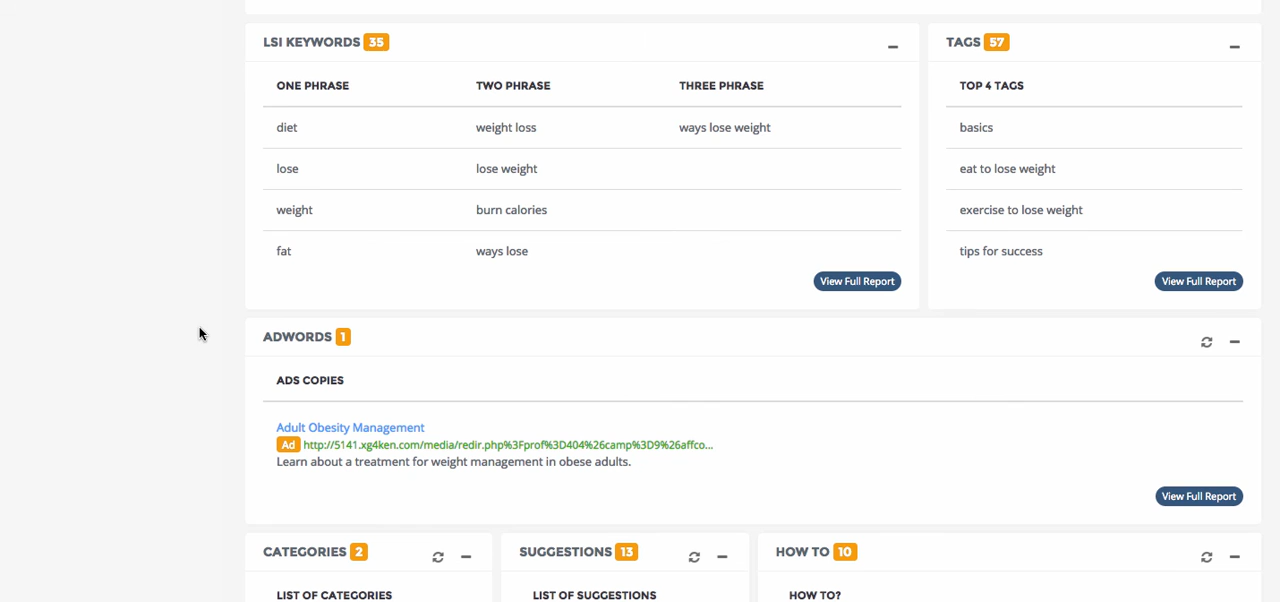 LSI KEYWORDS 35
TAGS 57
ONE PHRASE TWO PHRASE THREE PHRASE
TOP 4 TAGS
diet weight loss ways lose weight
basics
lose lose weight
eat to lose weight
weight burn calories
exercise to lose weight
fat ways lose
tips for success
View Full Report
View Full Report
ADWORDS 1
ADS COPIES
Adult Obesity Management
Ad http://5141.xg4ken.com/media/redir.php%3Fprof%3D404%26camp%3D9%26affco...
Learn about a treatment for weight management in obese adults.
View Full Report
CATEGORIES 2
SUGGESTIONS 13
HOW TO 10
LIST OF CATEGORIES
LIST OF SUGGESTIONS
HOW TO?